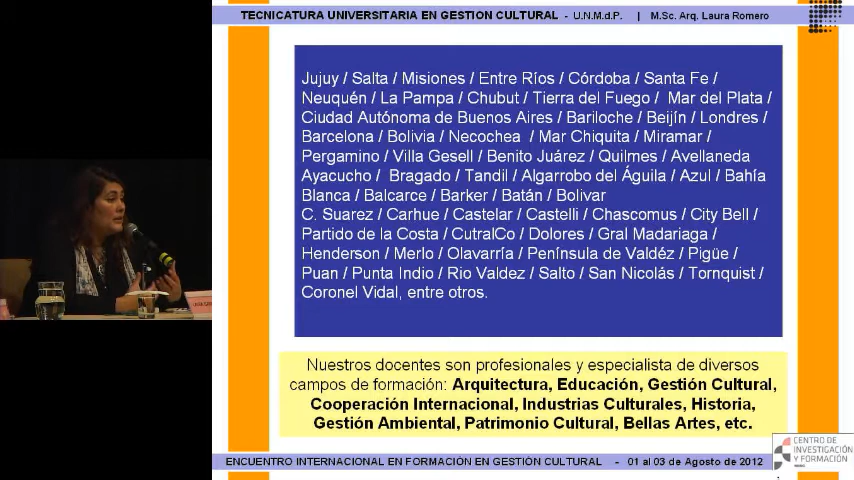 TECNICATURA UNIVERSITARIA EN GESTION CULTURAL - U.N.M.d.P. | M.Sc. Arq. Laura Romero
Jujuy / Salta / Misiones / Entre Ríos / Córdoba / Santa Fe /
Neuquén / La Pampa / Chubut / Tierra del Fuego / Mar del Plata /
Ciudad Autónoma de Buenos Aires / Bariloche / Beijín / Londres /
Barcelona / Bolivia / Necochea / Mar Chiquita / Miramar /
Pergamino / Villa Gesell / Benito Juárez / Quilmes / Avellaneda
Ayacucho / Bragado / Tandil / Algarrobo del Águila / Azul / Bahía
Blanca / Balcarce / Barker / Batán / Bolivar
C. Suarez / Carhue / Castelar / Castelli / Chascomus / City Bell /
Partido de la Costa / CutralCo / Dolores / Gral Madariaga /
Henderson / Merlo / Olavarría / Península de Valdéz / Pigüe /
Puan / Punta Indio / Rio Valdez / Salto / San Nicolás / Tornquist /
Coronel Vidal, entre otros.
Nuestros docentes son profesionales y especialista de diversos
campos de formación: Arquitectura, Educación, Gestión Cultural,
Cooperación Internacional, Industrias Culturales, Historia,
Gestión Ambiental, Patrimonio Cultural, Bellas Artes, etc.
CENTRO DE
INVESTIGACIÓN
Y FORMACIÓN
ENCUENTRO INTERNACIONAL EN FORMACIÓN EN GESTIÓN CULTURAL - 01 al 03 de Agosto de 2012